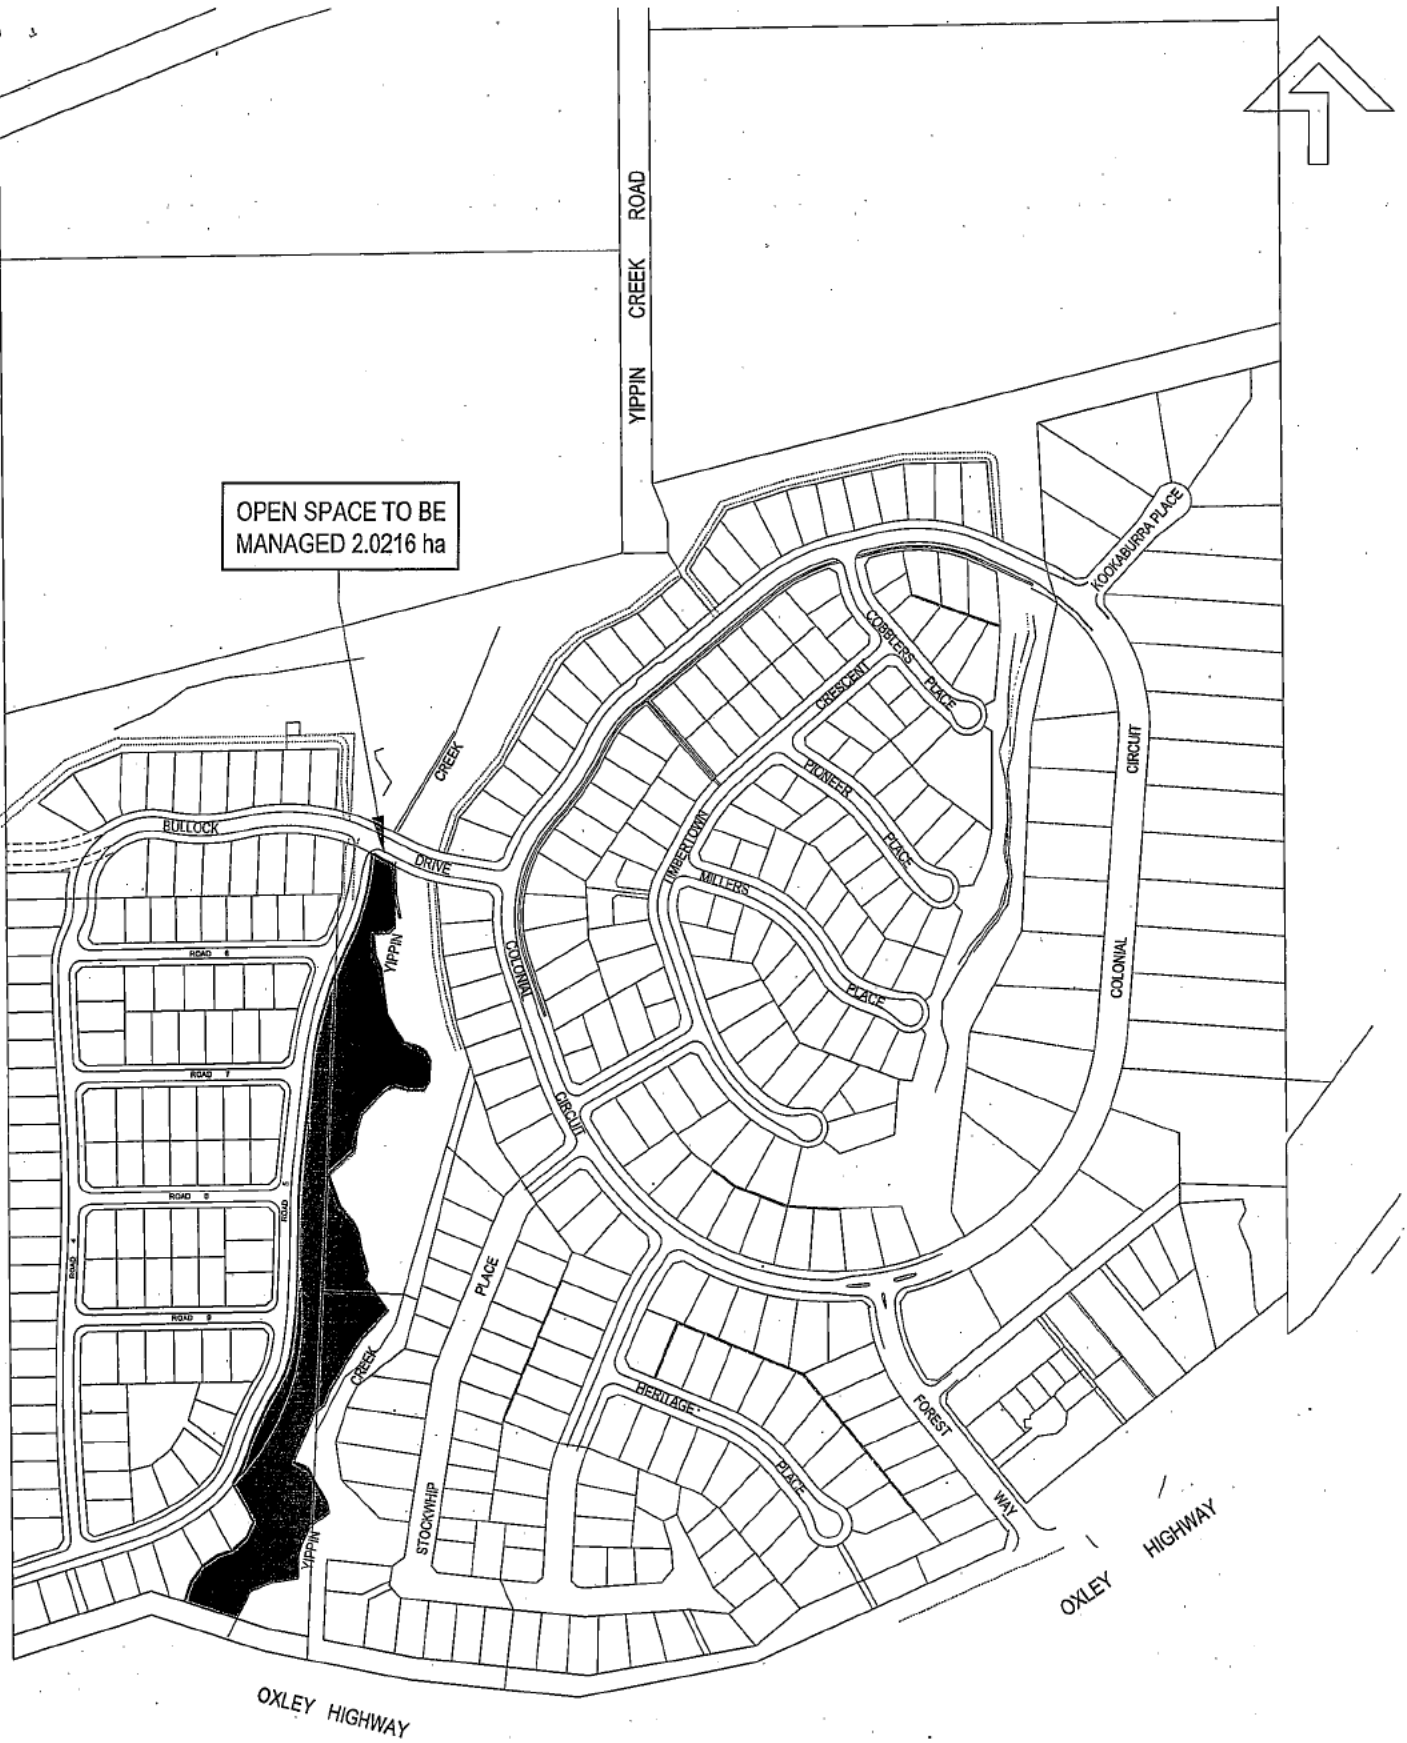 YIPPIN CREEK ROAD
OPEN SPACE TO BE
MANAGED 2.0216 ha
KOOKABURRA PLACE
COBBLERS PLACE
CRESCENT
TIMBERTOWN
PIONEER PLACE
CIRCUIT
COLONIAL
CREEK
YIPPIN
BULLOCK
DRIVE
MILLERS PLACE
COLONIAL
CIRCUIT
ROAD 6
ROAD 7
ROAD 8
ROAD 9
ROAD 4
ROAD 5
STOCKWHIP PLACE
CREEK
YIPPIN
HERITAGE PLACE
FOREST WAY
OXLEY HIGHWAY
OXLEY HIGHWAY